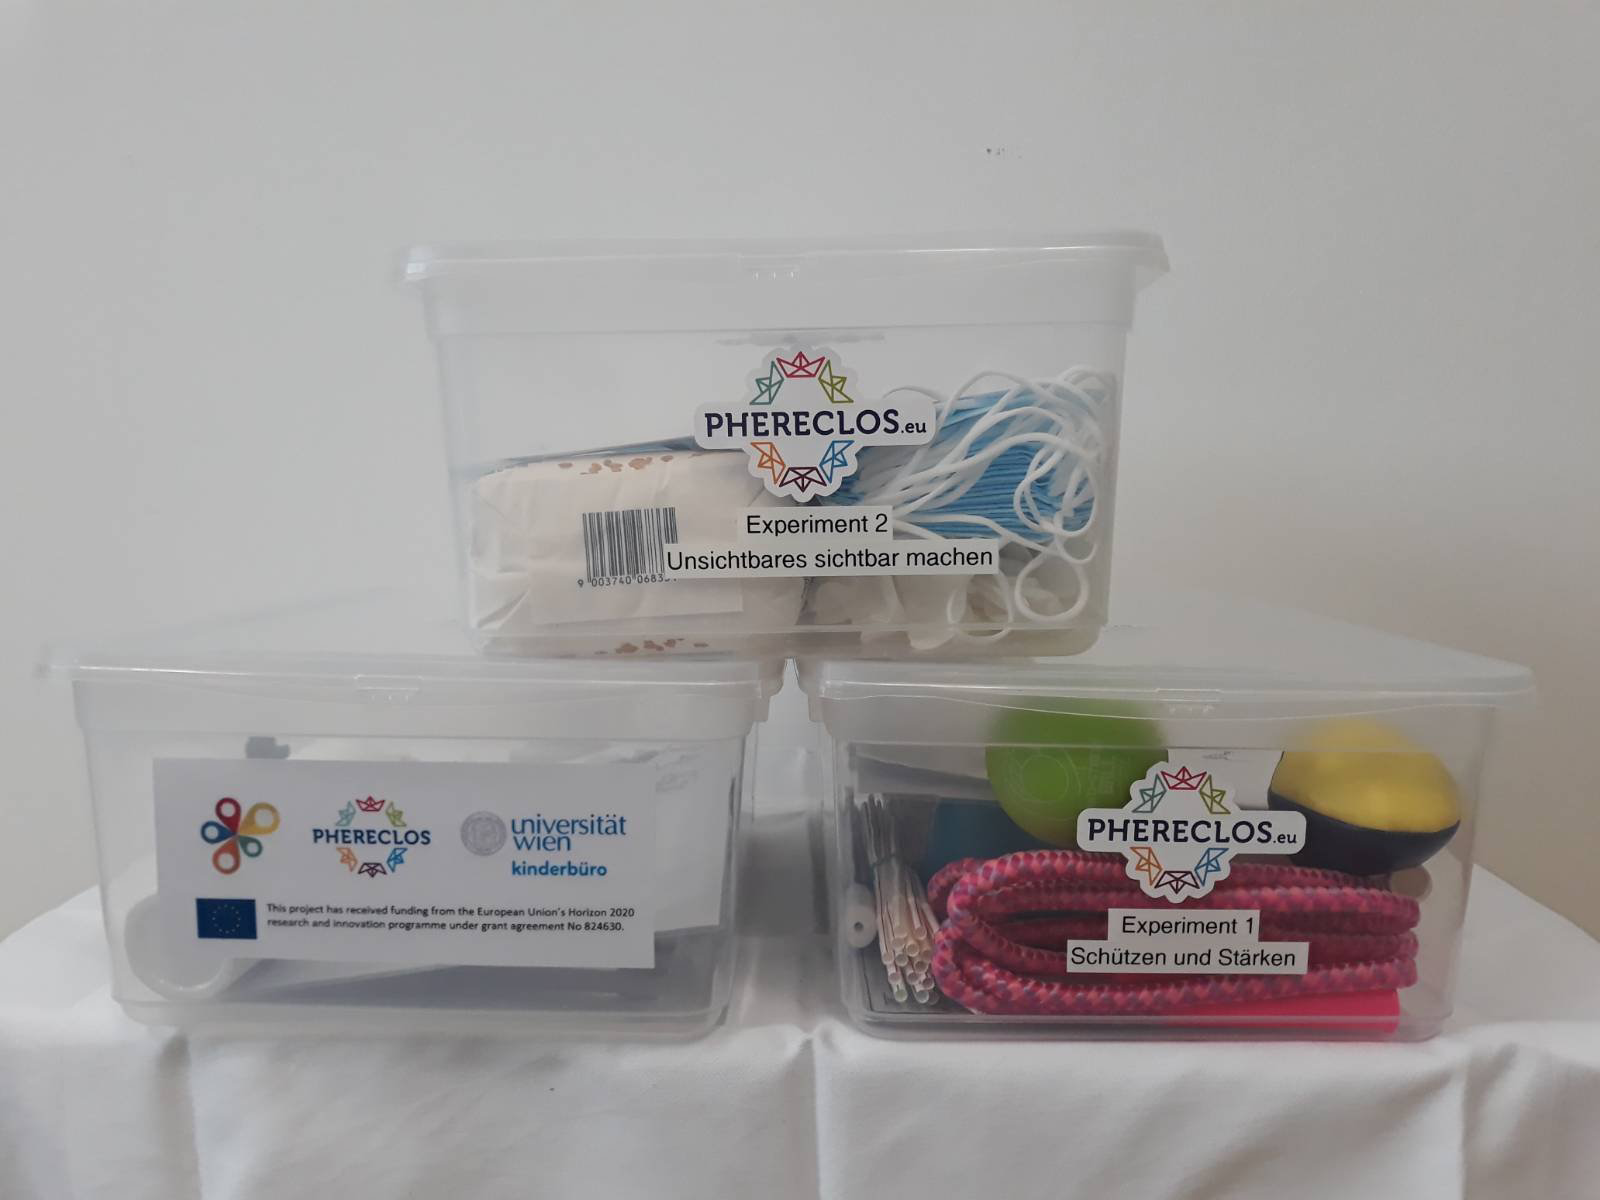 PHERECLOS.eu
Experiment 2
Unsichtbares sichtbar machen
9 003740
PHERECLOS
universität
wien
kinderbüro
This project has received funding from the European Union's Horizon 2020
research and innovation programme under grant agreement No 824630.
PHERECLOS.eu
Experiment 1
Schützen und Stärken